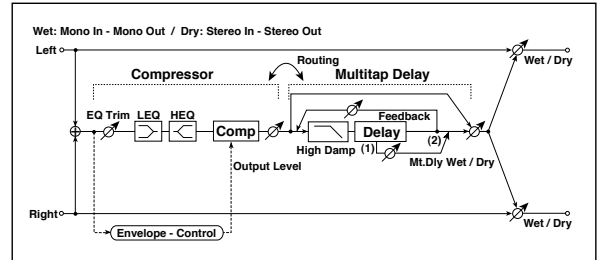 Wet: Mono In - Mono Out / Dry: Stereo In - Stereo Out
Left
Wet / Dry
Routing
Compressor
Multitap Delay
EQ Trim
LEQ
HEQ
Comp
Feedback
High Damp
Delay
(1)
(2)
Output Level
Mt.Dly Wet / Dry
Right
Wet / Dry
Envelope - Control